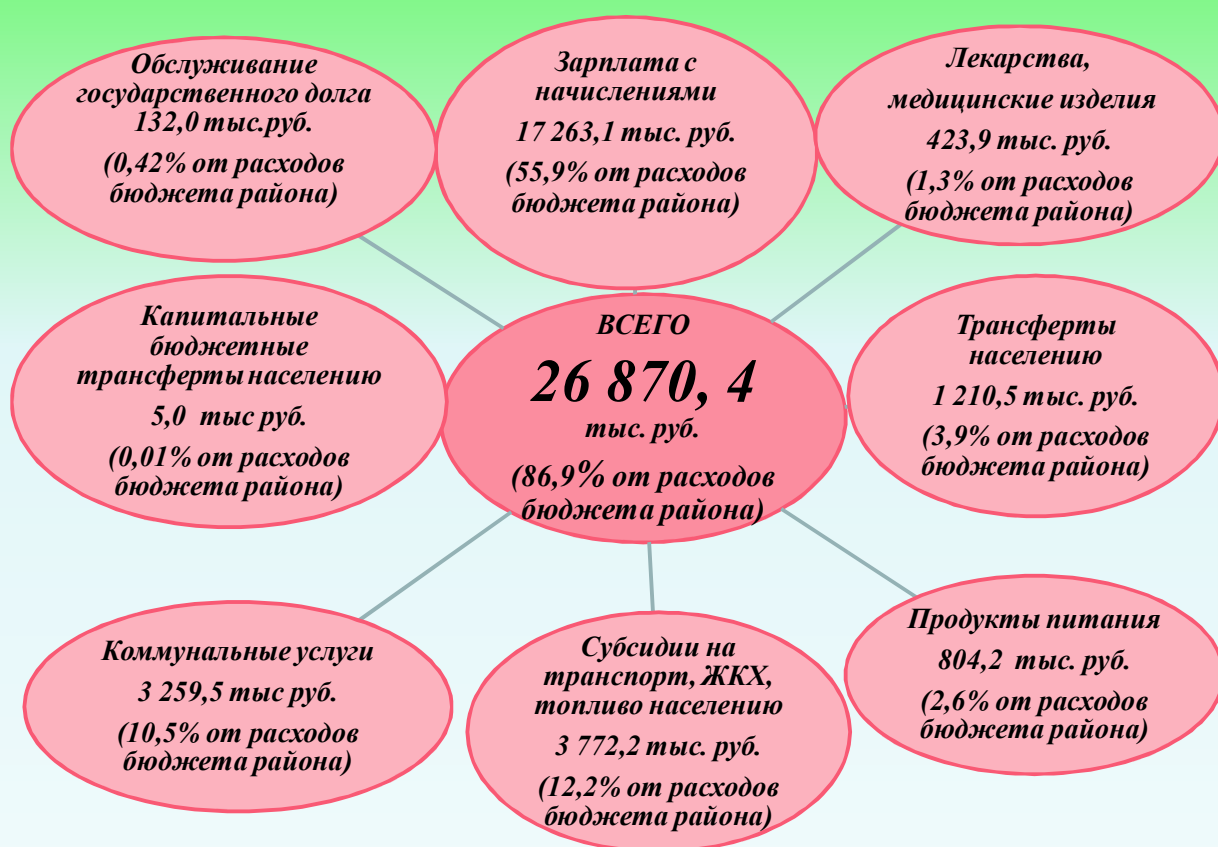 Обслуживание
государственного долга
132,0 тыс.руб.
(0,42% от расходов
бюджета района)
Зарплата с
начислениями
17 263,1 тыс. руб.
(55,9% от расходов
бюджета района)
Лекарства,
медицинские изделия
423,9 тыс. руб.
(1,3% от расходов
бюджета района)
Капитальные
бюджетные
трансферты населению
5,0 тыс руб.
(0,01% от расходов
бюджета района)
ВСЕГО
26 870, 4
тыс. руб.
(86,9% от расходов
бюджета района)
Трансферты
населению
1 210,5 тыс. руб.
(3,9% от расходов
бюджета района)
Коммунальные услуги
3 259,5 тыс руб.
(10,5% от расходов
бюджета района)
Субсидии на
транспорт, ЖКХ,
топливо населению
3 772,2 тыс. руб.
(12,2% от расходов
бюджета района)
Продукты питания
804,2 тыс. руб.
(2,6% от расходов
бюджета района)